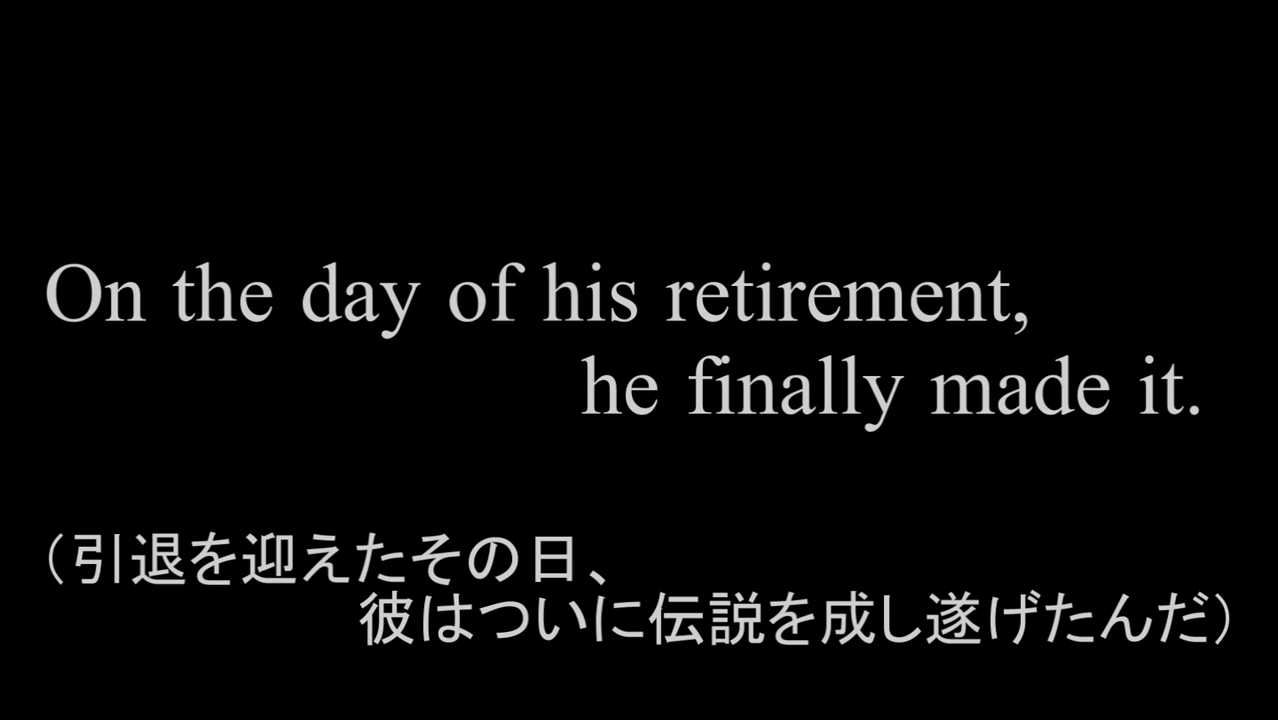 On the day of his retirement,
he finally made it.
（引退を迎えたその日、
彼はついに伝説を成し遂げたんだ）